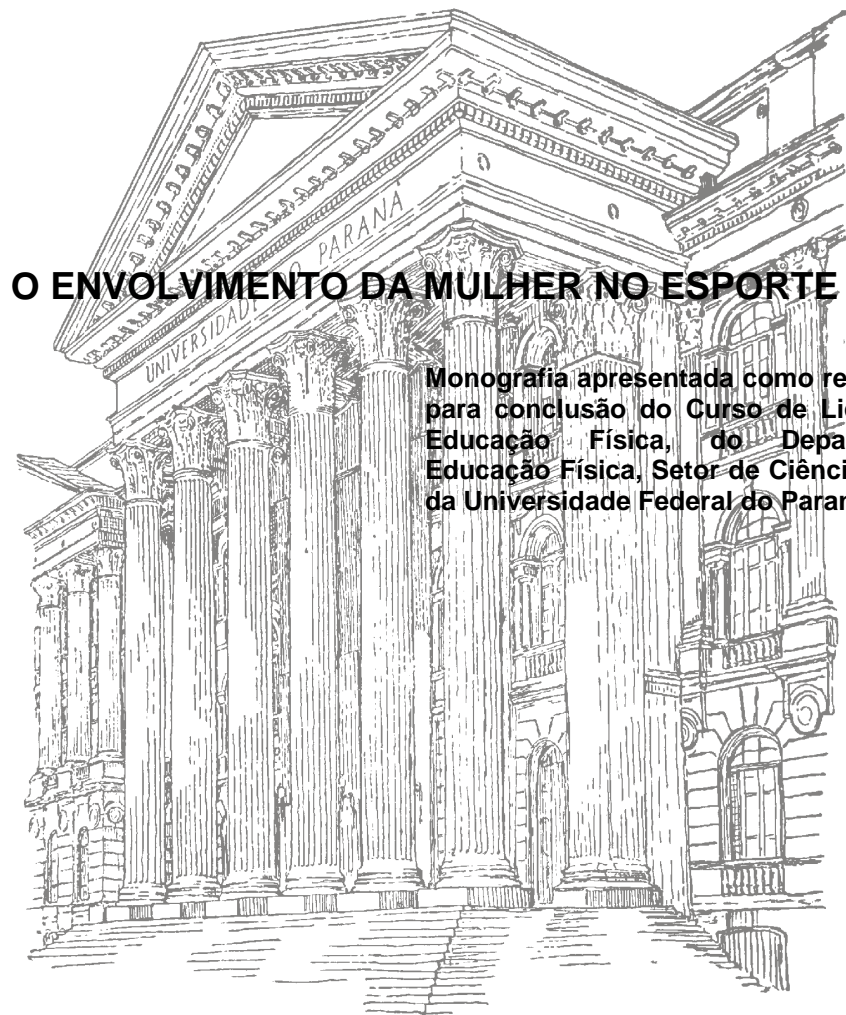 UNIVERSIDADE DO PARANÁ
O ENVOLVIMENTO DA MULHER NO ESPORTE
Monografia apresentada como re
para conclusão do Curso de Lic
Educação Física, do Depa
Educação Física, Setor de Ciênci
da Universidade Federal do Paran